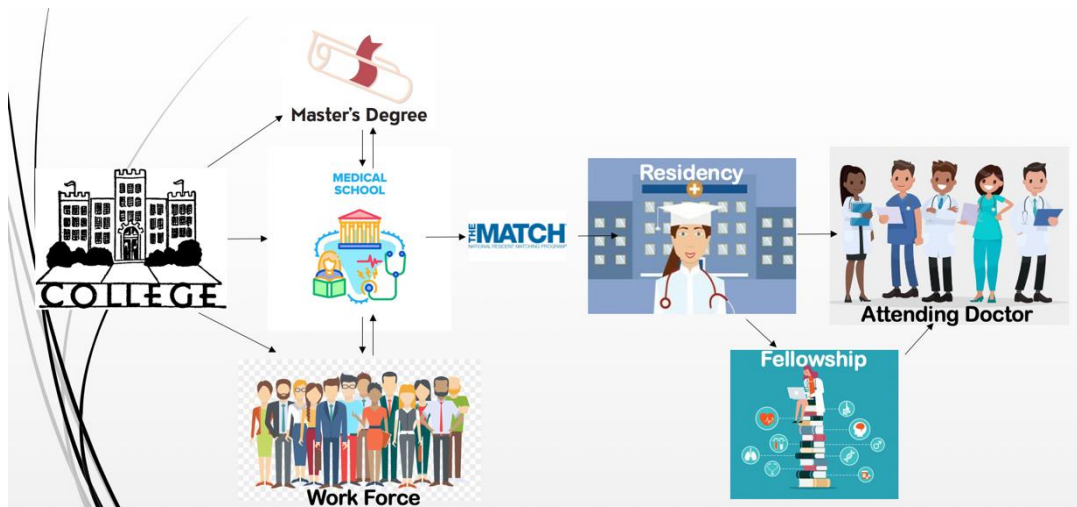 Master's Degree
COLLEGE
MEDICAL
SCHOOL
THE MATCH
NATIONAL RESIDENT MATCHING PROGRAM®
Residency
Attending Doctor
Fellowship
Work Force